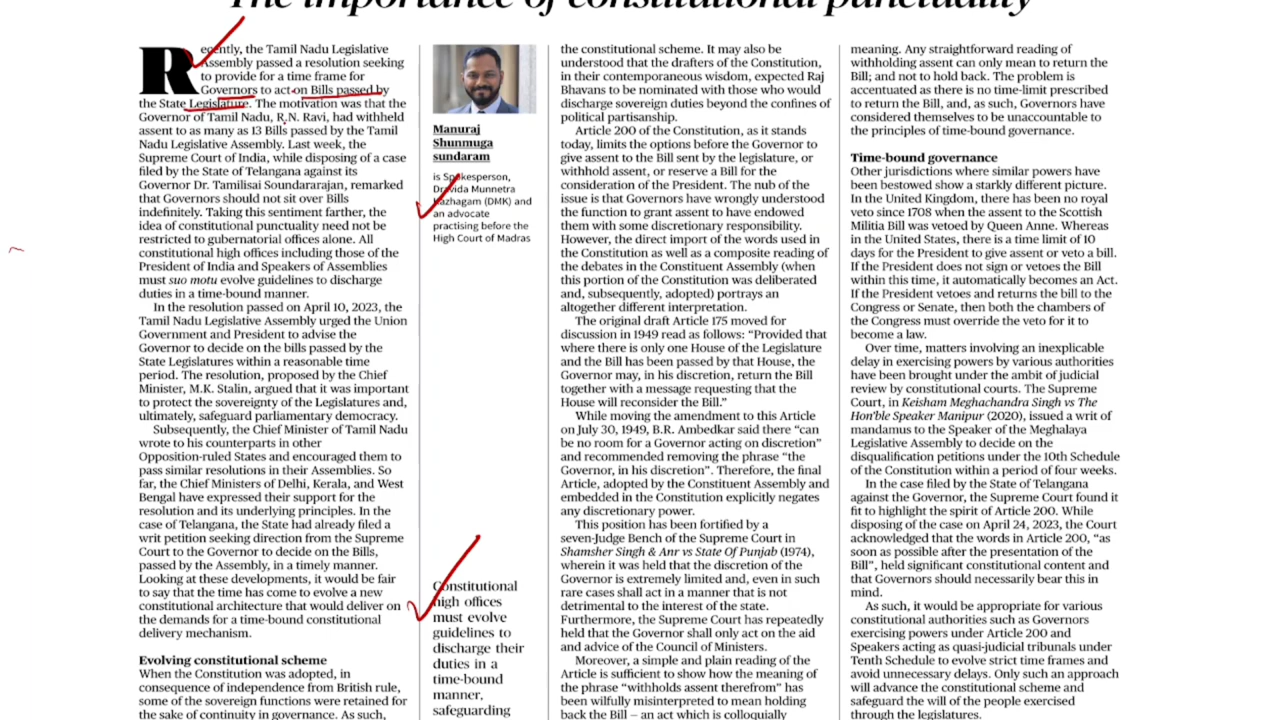 The importance of constitutional punctuality
Recently, the Tamil Nadu Legislative
Assembly passed a resolution seeking
to provide for a time frame for
Governors to act on Bills passed by
the State Legislature. The motivation was that the
Governor of Tamil Nadu, R.N. Ravi, had withheld
assent to as many as 13 Bills passed by the Tamil
Nadu Legislative Assembly. Last week, the
Supreme Court of India, while disposing of a case
filed by the State of Telangana against its
Governor Dr. Tamilisai Soundararajan, remarked
that Governors should not sit over Bills
indefinitely. Taking this sentiment farther, the
idea of constitutional punctuality need not be
restricted to gubernatorial offices alone. All
constitutional high offices including those of the
President of India and Speakers of Assemblies
must suo motu evolve guidelines to discharge
duties in a time-bound manner.
In the resolution passed on April 10, 2023, the
Tamil Nadu Legislative Assembly urged the Union
Government and President to advise the
Governor to decide on the bills passed by the
State Legislatures within a reasonable time
period. The resolution, proposed by the Chief
Minister, M.K. Stalin, argued that it was important
to protect the sovereignty of the Legislatures and,
ultimately, safeguard parliamentary democracy.
Subsequently, the Chief Minister of Tamil Nadu
wrote to his counterparts in other
Opposition-ruled States and encouraged them to
pass similar resolutions in their Assemblies. So
far, the Chief Ministers of Delhi, Kerala, and West
Bengal have expressed their support for the
resolution and its underlying principles. In the
case of Telangana, the State had already filed a
writ petition seeking direction from the Supreme
Court to the Governor to decide on the Bills,
passed by the Assembly, in a timely manner.
Looking at these developments, it would be fair
to say that the time has come to evolve a new
constitutional architecture that would deliver on
the demands for a time-bound constitutional
delivery mechanism.
Evolving constitutional scheme
When the Constitution was adopted, in
consequence of independence from British rule,
some of the sovereign functions were retained for
the sake of continuity in governance. As such,
Manuraj
Shunmuga
sundaram
is Spokesperson,
Dravida Munnetra
Kazhagam (DMK) and
an advocate
practising before the
High Court of Madras
Constitutional
high offices
must evolve
guidelines to
discharge their
duties in a
time-bound
manner,
safeguarding
the constitutional scheme. It may also be
understood that the drafters of the Constitution,
in their contemporaneous wisdom, expected Raj
Bhavans to be nominated with those who would
discharge sovereign duties beyond the confines of
political partisanship.
Article 200 of the Constitution, as it stands
today, limits the options before the Governor to
give assent to the Bill sent by the legislature, or
withhold assent, or reserve a Bill for the
consideration of the President. The nub of the
issue is that Governors have wrongly understood
the function to grant assent to have endowed
them with some discretionary responsibility.
However, the direct import of the words used in
the Constitution as well as a composite reading of
the debates in the Constituent Assembly (when
this portion of the Constitution was deliberated
and, subsequently, adopted) portrays an
altogether different interpretation.
The original draft Article 175 moved for
discussion in 1949 read as follows: “Provided that
where there is only one House of the Legislature
and the Bill has been passed by that House, the
Governor may, in his discretion, return the Bill
together with a message requesting that the
House will reconsider the Bill.”
While moving the amendment to this Article
on July 30, 1949, B.R. Ambedkar said there “can
be no room for a Governor acting on discretion”
and recommended removing the phrase “the
Governor, in his discretion”. Therefore, the final
Article, adopted by the Constituent Assembly and
embedded in the Constitution explicitly negates
any discretionary power.
This position has been fortified by a
seven-Judge Bench of the Supreme Court in
Shamsher Singh & Anr vs State Of Punjab (1974),
wherein it was held that the discretion of the
Governor is extremely limited and, even in such
rare cases shall act in a manner that is not
detrimental to the interest of the state.
Furthermore, the Supreme Court has repeatedly
held that the Governor shall only act on the aid
and advice of the Council of Ministers.
Moreover, a simple and plain reading of the
Article is sufficient to show how the meaning of
the phrase “withholds assent therefrom” has
been wilfully misinterpreted to mean holding
back the Bill – an act which is colloquially
meaning. Any straightforward reading of
withholding assent can only mean to return the
Bill; and not to hold back. The problem is
accentuated as there is no time-limit prescribed
to return the Bill, and, as such, Governors have
considered themselves to be unaccountable to
the principles of time-bound governance.
Time-bound governance
Other jurisdictions where similar powers have
been bestowed show a starkly different picture.
In the United Kingdom, there has been no royal
veto since 1708 when the assent to the Scottish
Militia Bill was vetoed by Queen Anne. Whereas
in the United States, there is a time limit of 10
days for the President to give assent or veto a bill.
If the President does not sign or vetoes the Bill
within this time, it automatically becomes an Act.
If the President vetoes and returns the bill to the
Congress or Senate, then both the chambers of
the Congress must override the veto for it to
become a law.
Over time, matters involving an inexplicable
delay in exercising powers by various authorities
have been brought under the ambit of judicial
review by constitutional courts. The Supreme
Court, in Keisham Meghachandra Singh vs The
Hon'ble Speaker Manipur (2020), issued a writ of
mandamus to the Speaker of the Meghalaya
Legislative Assembly to decide on the
disqualification petitions under the 10th Schedule
of the Constitution within a period of four weeks.
In the case filed by the State of Telangana
against the Governor, the Supreme Court found it
fit to highlight the spirit of Article 200. While
disposing of the case on April 24, 2023, the Court
acknowledged that the words in Article 200, “as
soon as possible after the presentation of the
Bill”, held significant constitutional content and
that Governors should necessarily bear this in
mind.
As such, it would be appropriate for various
constitutional authorities such as Governors
exercising powers under Article 200 and
Speakers acting as quasi-judicial tribunals under
Tenth Schedule to evolve strict time frames and
avoid unnecessary delays. Only such an approach
will advance the constitutional scheme and
safeguard the will of the people exercised
through the legislatures.